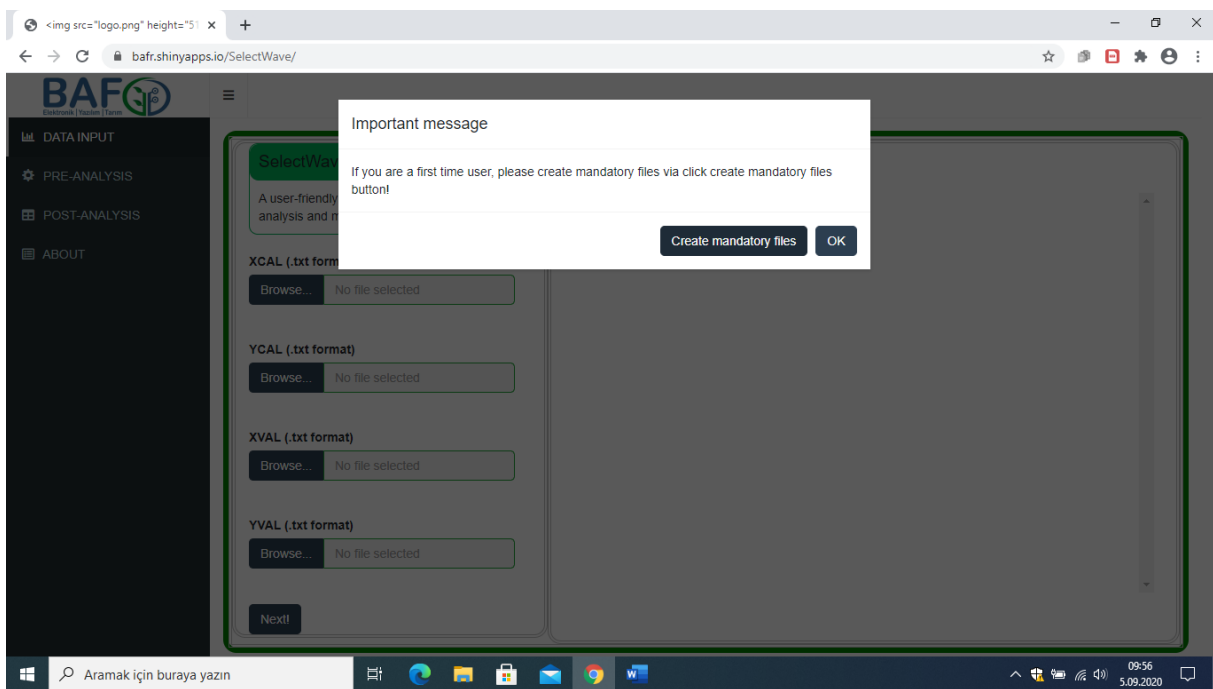 <img src="logo.png" height="51
bafr.shinyapps.io/SelectWave/
BAF
Elektronik | Yazılım | Tarım
DATA INPUT
PRE-ANALYSIS
POST-ANALYSIS
ABOUT
Important message
If you are a first time user, please create mandatory files via click create mandatory files
button!
Create mandatory files
OK
SelectWav
A user-friendly
analysis and m
XCAL (.txt form
Browse... No file selected
YCAL (.txt format)
Browse... No file selected
XVAL (.txt format)
Browse... No file selected
YVAL (.txt format)
Browse... No file selected
Next!
Aramak için buraya yazın
W
09:56
5.09.2020